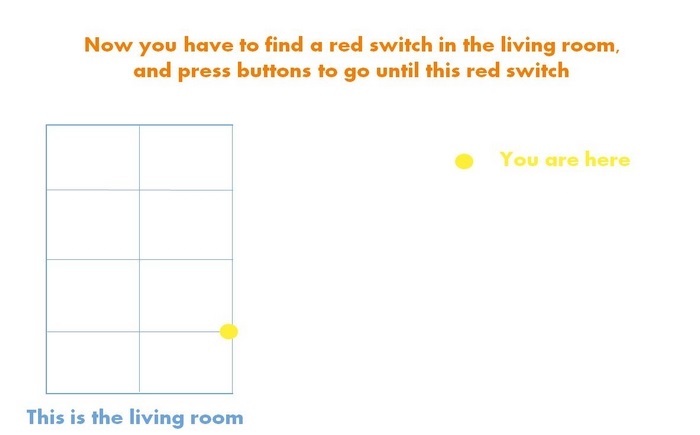 Now you have to find a red switch in the living room,
and press buttons to go until this red switch
You are here
This is the living room